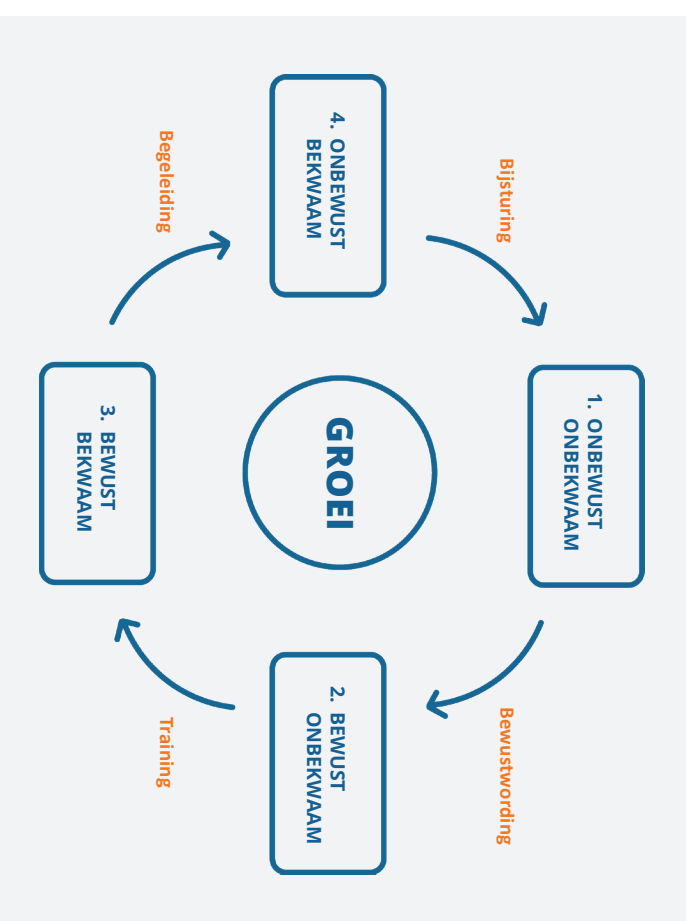 1. ONBEWUST
ONBEKWAAM
Bijsturing
Bewustwording
4. ONBEWUST
BEKWAAM
GROEI
2. BEWUST
ONBEKWAAM
Begeleiding
Training
3. BEWUST
BEKWAAM